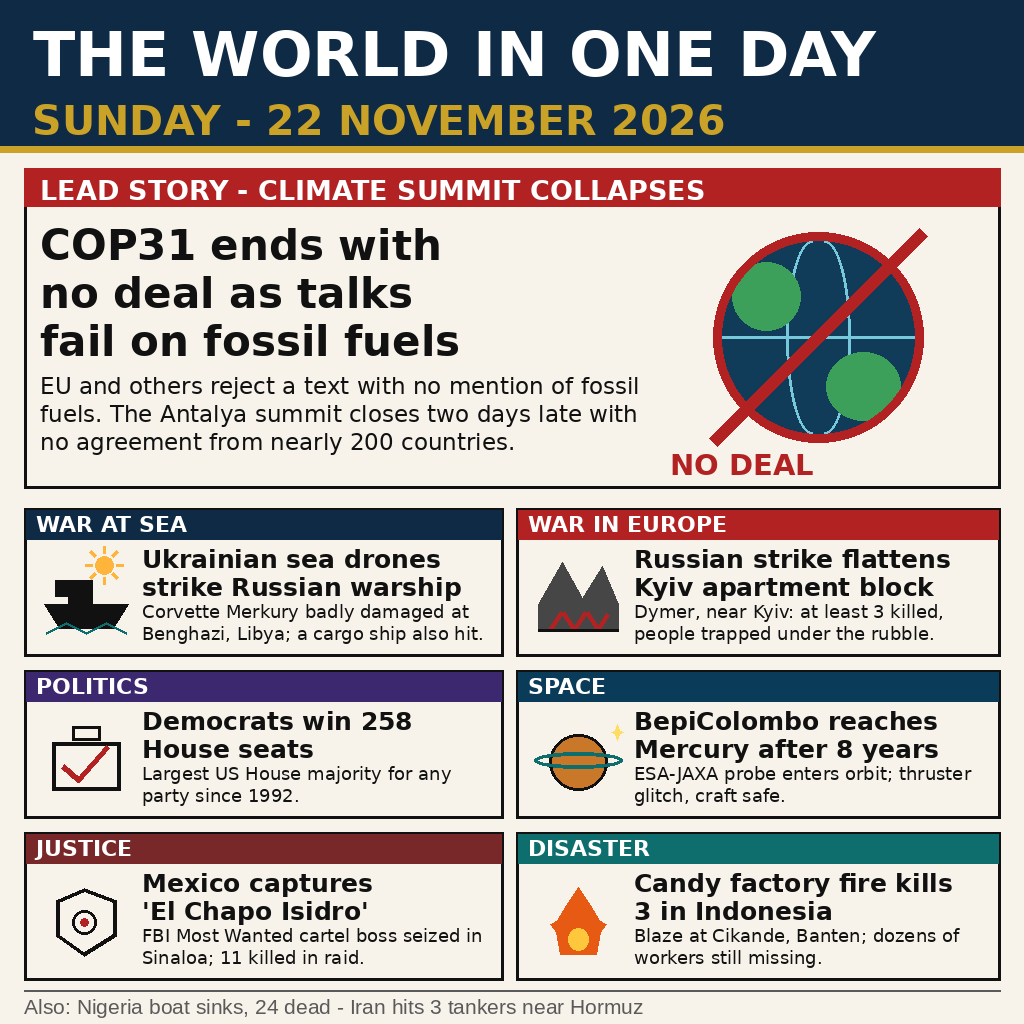 THE WORLD IN ONE DAY
SUNDAY - 22 NOVEMBER 2026
LEAD STORY - CLIMATE SUMMIT COLLAPSES
COP31 ends with
no deal as talks
fail on fossil fuels
EU and others reject a text with no mention of fossil
fuels. The Antalya summit closes two days late with
no agreement from nearly 200 countries.
NO DEAL
WAR AT SEA
Ukrainian sea drones
strike Russian warship
Corvette Merkury badly damaged at
Benghazi, Libya; a cargo ship also hit.
WAR IN EUROPE
Russian strike flattens
Kyiv apartment block
Dymer, near Kyiv: at least 3 killed,
people trapped under the rubble.
POLITICS
Democrats win 258
House seats
Largest US House majority for any
party since 1992.
SPACE
BepiColombo reaches
Mercury after 8 years
ESA-JAXA probe enters orbit; thruster
glitch, craft safe.
JUSTICE
Mexico captures
'El Chapo Isidro'
FBI Most Wanted cartel boss seized in
Sinaloa; 11 killed in raid.
DISASTER
Candy factory fire kills
3 in Indonesia
Blaze at Cikande, Banten; dozens of
workers still missing.
Also: Nigeria boat sinks, 24 dead - Iran hits 3 tankers near Hormuz